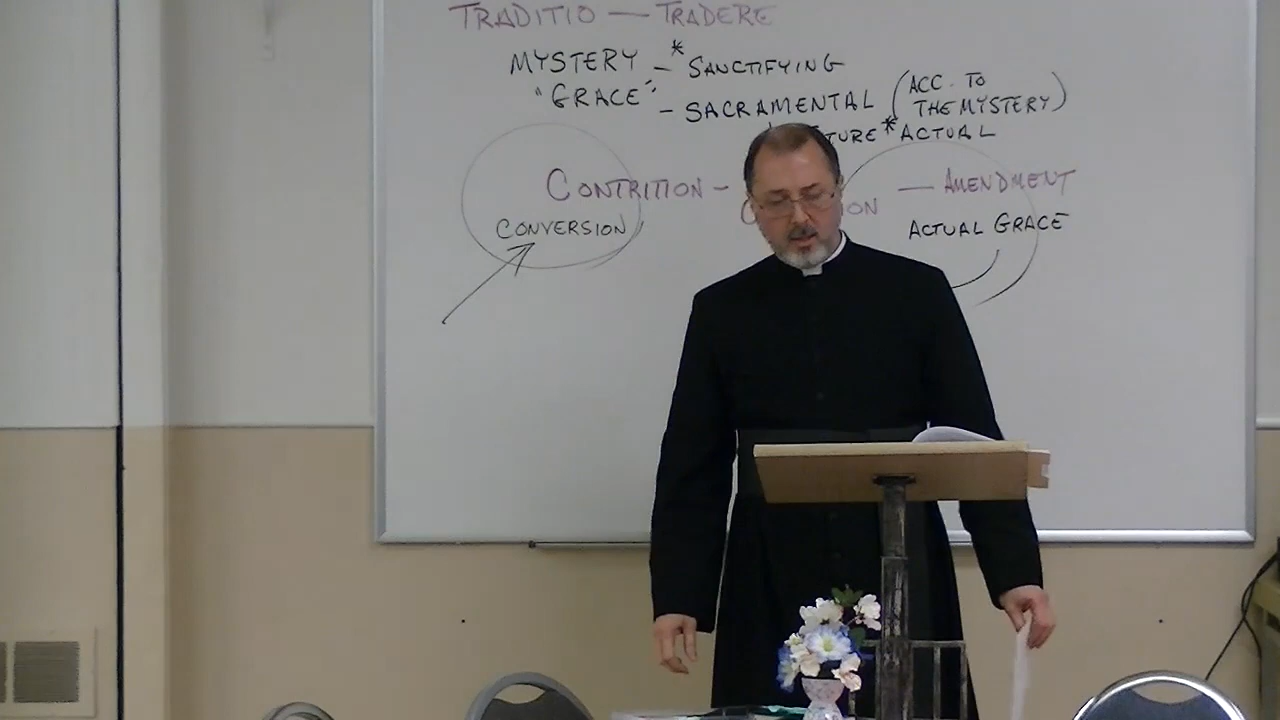 TRADITIO — TRADERE
MYSTERY — * SANCTIFYING
"GRACE" — SACRAMENTAL (ACC. TO
THE MYSTERY)
* ACTUAL
CONTRITION — — AMENDMENT
CONVERSION ACTUAL GRACE